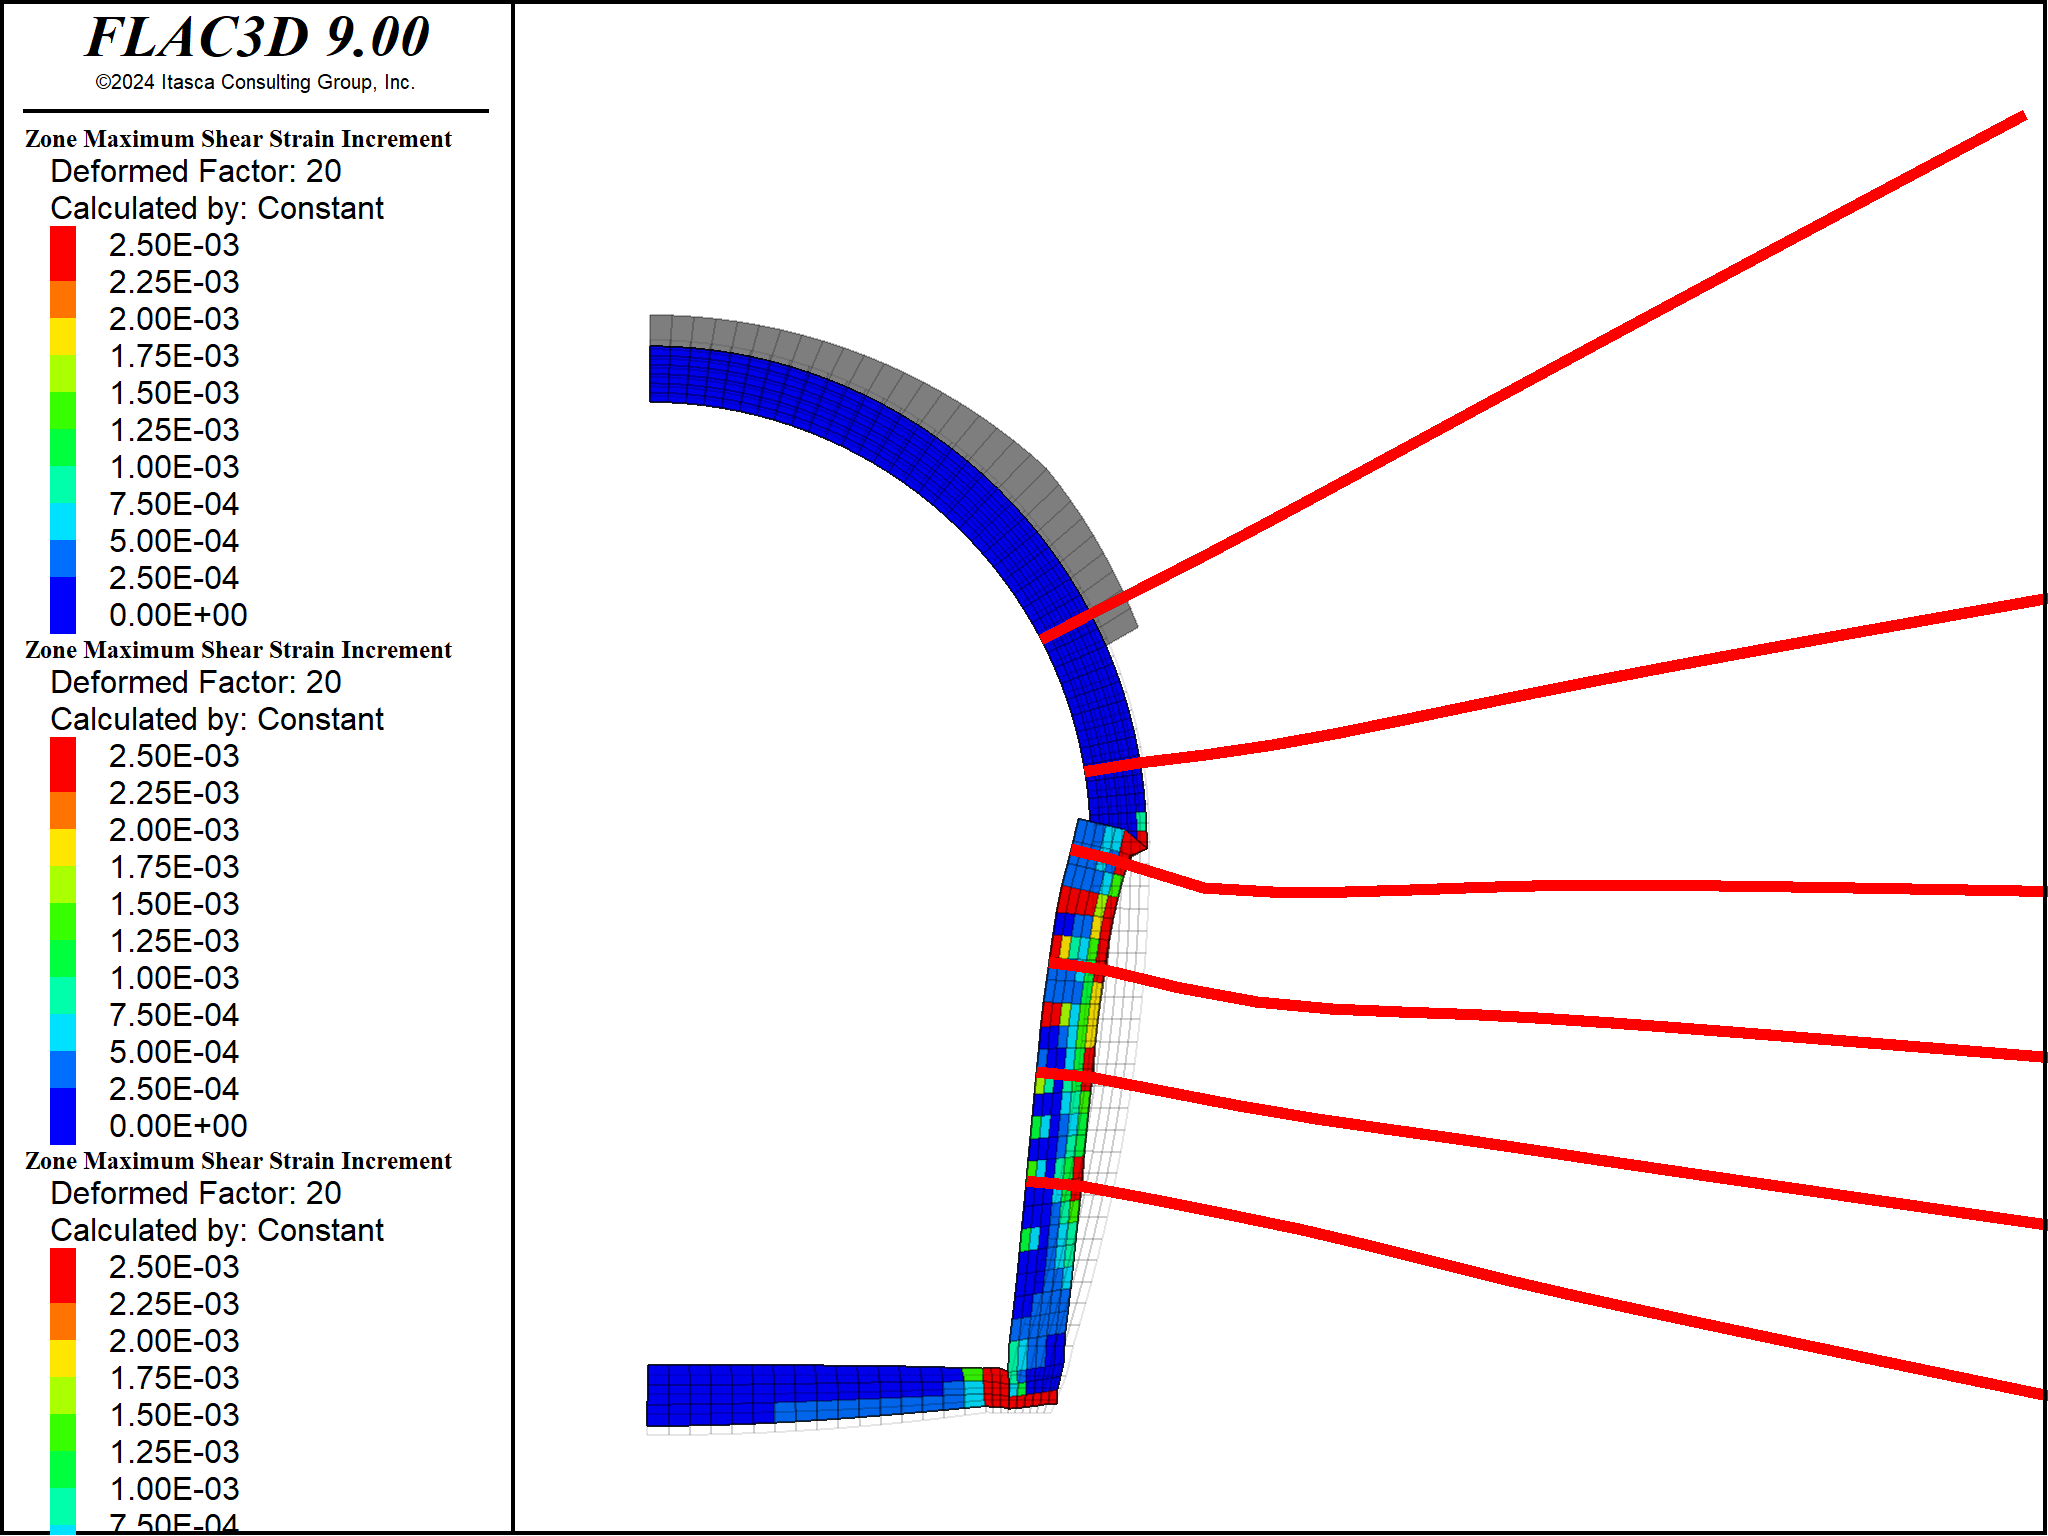 FLAC3D 9.00
©2024 Itasca Consulting Group, Inc.
Zone Maximum Shear Strain Increment
Deformed Factor: 20
Calculated by: Constant
2.50E-03
2.25E-03
2.00E-03
1.75E-03
1.50E-03
1.25E-03
1.00E-03
7.50E-04
5.00E-04
2.50E-04
0.00E+00
Zone Maximum Shear Strain Increment
Deformed Factor: 20
Calculated by: Constant
2.50E-03
2.25E-03
2.00E-03
1.75E-03
1.50E-03
1.25E-03
1.00E-03
7.50E-04
5.00E-04
2.50E-04
0.00E+00
Zone Maximum Shear Strain Increment
Deformed Factor: 20
Calculated by: Constant
2.50E-03
2.25E-03
2.00E-03
1.75E-03
1.50E-03
1.25E-03
1.00E-03
7.50E-04